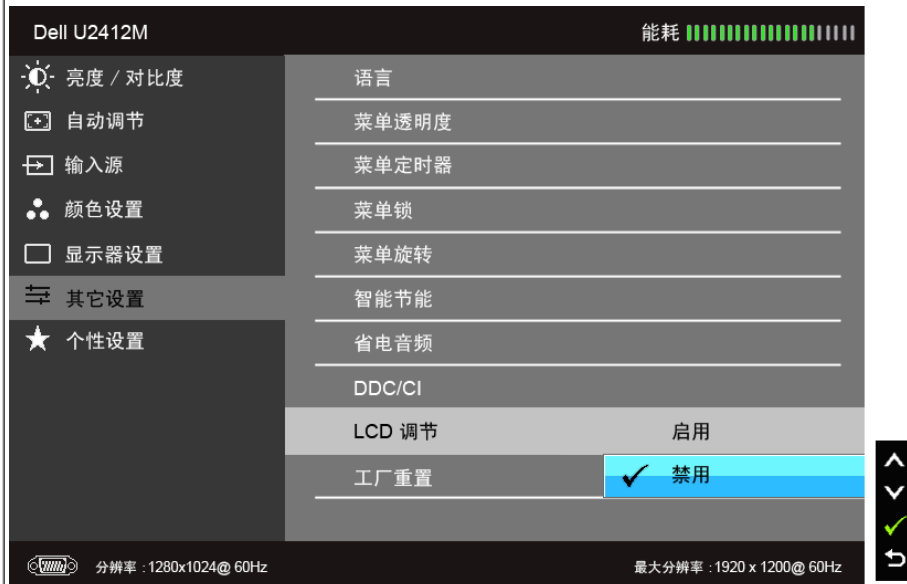 Dell U2412M 能耗
亮度 / 对比度 语言
自动调节 菜单透明度
输入源 菜单定时器
颜色设置 菜单锁
显示器设置 菜单旋转
其它设置 智能节能
个性设置 省电音频
DDC/CI
LCD 调节 启用
工厂重置 禁用
分辨率 : 1280x1024@ 60Hz 最大分辨率 : 1920 x 1200@ 60Hz